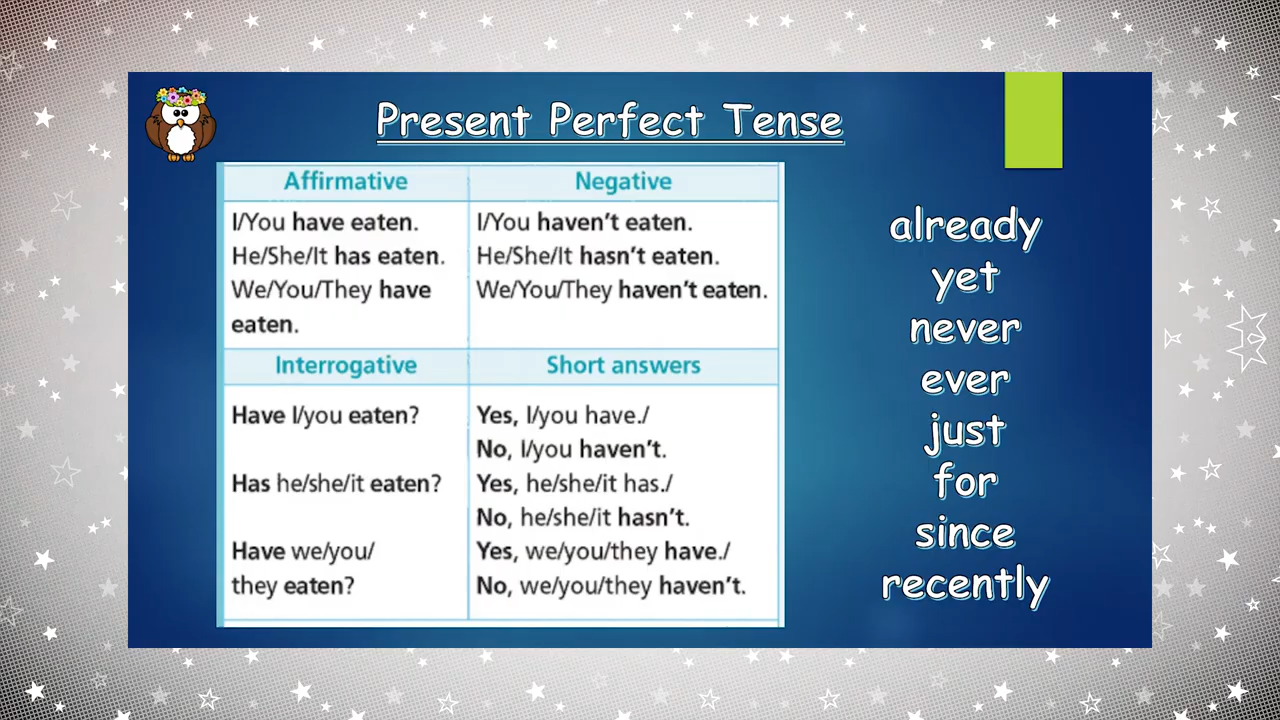 Present Perfect Tense
Affirmative
I/You have eaten.
He/She/It has eaten.
We/You/They have
eaten.
Negative
I/You haven't eaten.
He/She/It hasn't eaten.
We/You/They haven't eaten.
Interrogative
Have I/you eaten?
Has he/she/it eaten?
Have we/you/
they eaten?
Short answers
Yes, I/you have./
No, I/you haven't.
Yes, he/she/it has./
No, he/she/it hasn't.
Yes, we/you/they have./
No, we/you/they haven't.
already
yet
never
ever
just
for
since
recently